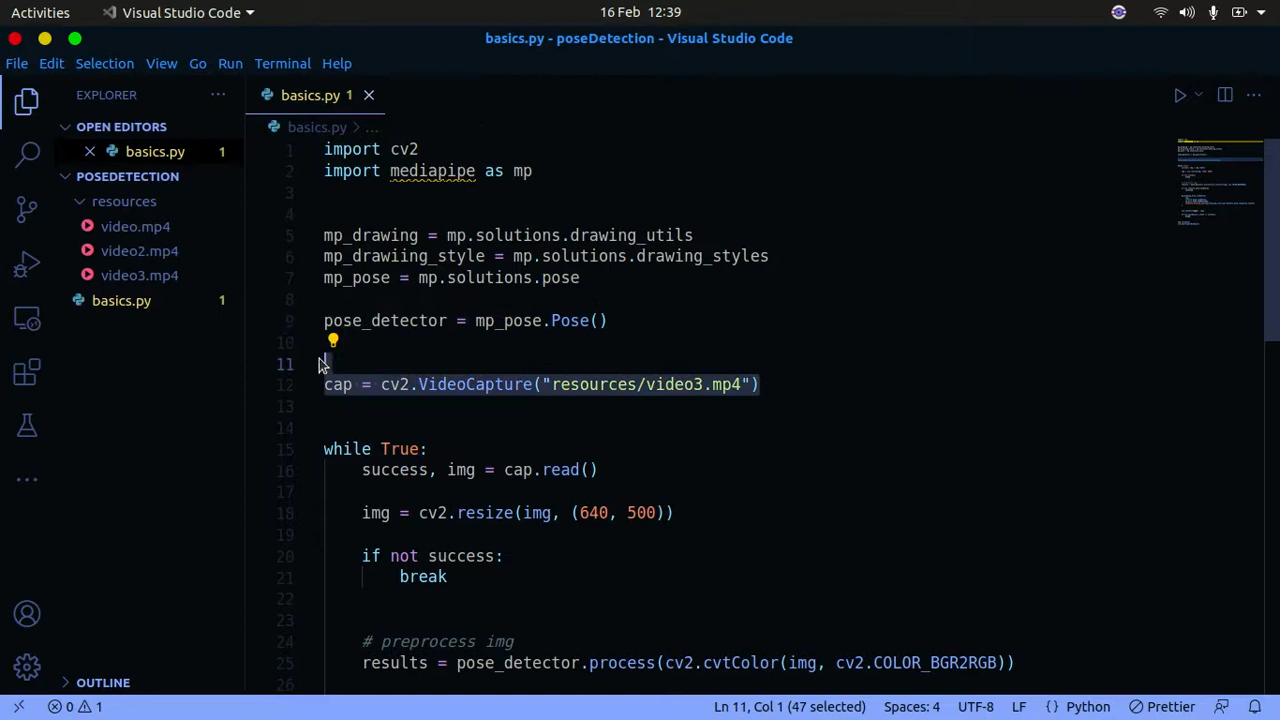 Activities
Visual Studio Code
16 Feb 12:39
basics.py - poseDetection - Visual Studio Code
File Edit Selection View Go Run Terminal Help
EXPLORER
OPEN EDITORS
basics.py 1
POSEDETECTION
resources
video.mp4
video2.mp4
video3.mp4
basics.py 1
OUTLINE
basics.py 1
basics.py > ...
1 import cv2
2 import mediapipe as mp
3
4
5 mp_drawing = mp.solutions.drawing_utils
6 mp_drawiing_style = mp.solutions.drawing_styles
7 mp_pose = mp.solutions.pose
8
9 pose_detector = mp_pose.Pose()
10
11
12 cap = cv2.VideoCapture("resources/video3.mp4")
13
14
15 while True:
16 success, img = cap.read()
17
18 img = cv2.resize(img, (640, 500))
19
20 if not success:
21 break
22
23
24 # preprocess img
25 results = pose_detector.process(cv2.cvtColor(img, cv2.COLOR_BGR2RGB))
26
0 1
Ln 11, Col 1 (47 selected) Spaces: 4 UTF-8 LF {} Python Prettier